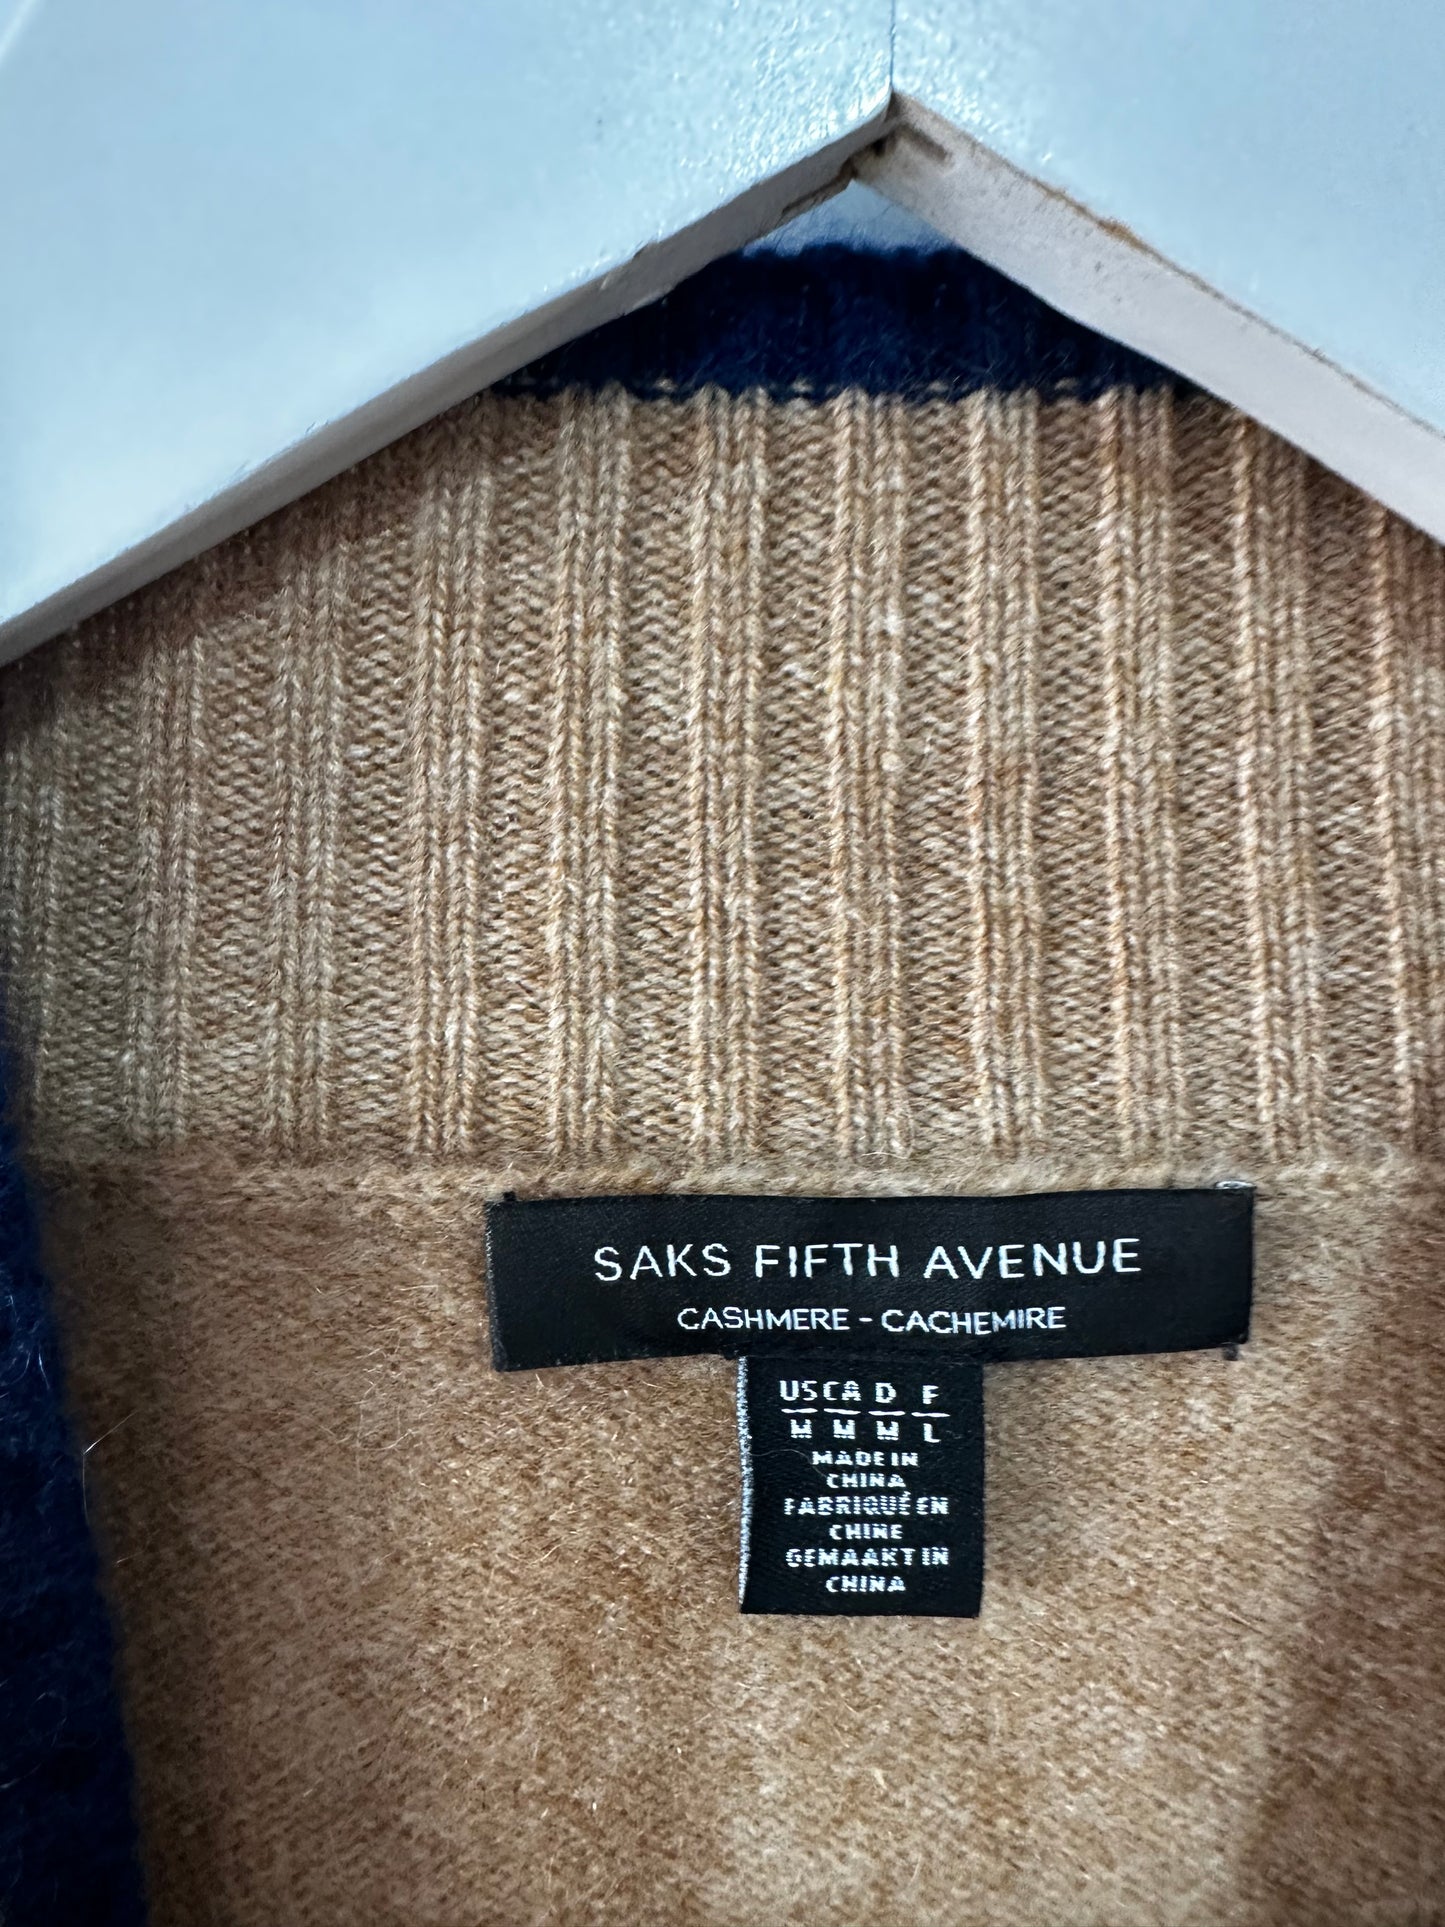 SAKS FIFTH AVENUE
CASHMERE - CACHEMIRE
US CA D F
M M M L
MADE IN
CHINA
FABRIQUÉ EN
CHINE
GEMAAKT IN
CHINA